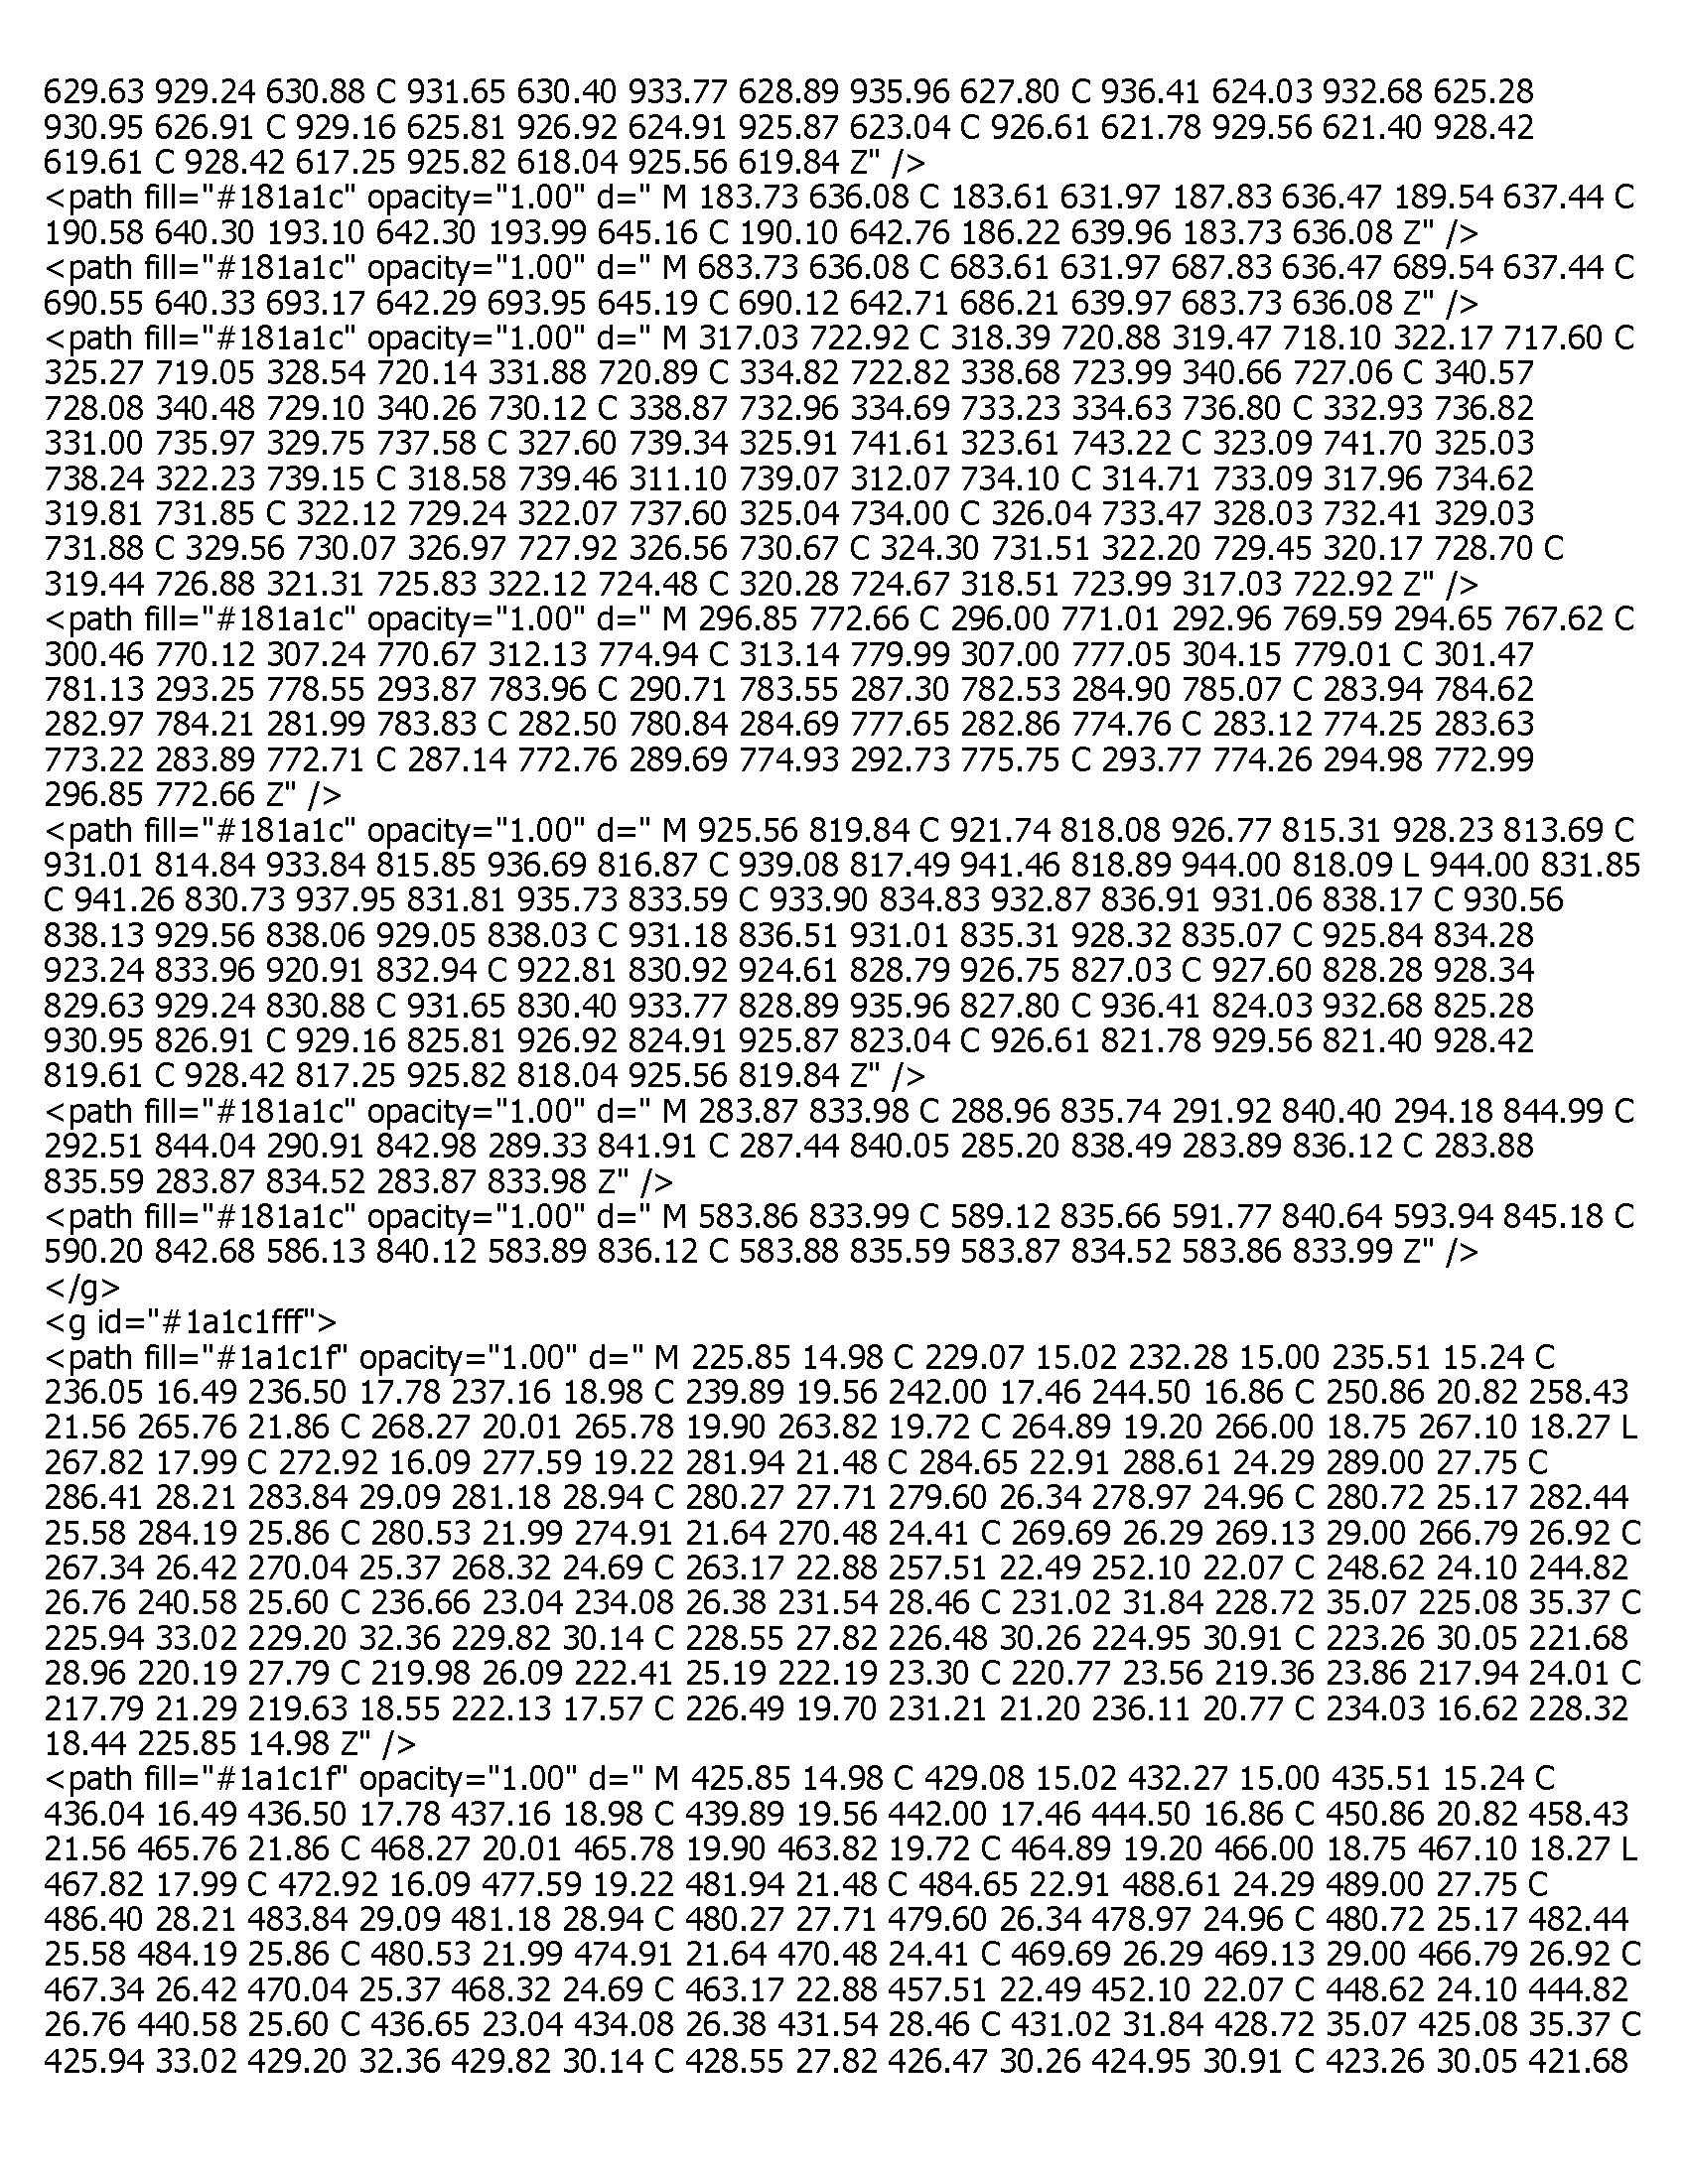 629.63 929.24 630.88 C 931.65 630.40 933.77 628.89 935.96 627.80 C 936.41 624.03 932.68 625.28
930.95 626.91 C 929.16 625.81 926.92 624.91 925.87 623.04 C 926.61 621.78 929.56 621.40 928.42
619.61 C 928.42 617.25 925.82 618.04 925.56 619.84 Z" />
<path fill="#181a1c" opacity="1.00" d=" M 183.73 636.08 C 183.61 631.97 187.83 636.47 189.54 637.44 C
190.58 640.30 193.10 642.30 193.99 645.16 C 190.10 642.76 186.22 639.96 183.73 636.08 Z" />
<path fill="#181a1c" opacity="1.00" d=" M 683.73 636.08 C 683.61 631.97 687.83 636.47 689.54 637.44 C
690.55 640.33 693.17 642.29 693.95 645.19 C 690.12 642.71 686.21 639.97 683.73 636.08 Z" />
<path fill="#181a1c" opacity="1.00" d=" M 317.03 722.92 C 318.39 720.88 319.47 718.10 322.17 717.60 C
325.27 719.05 328.54 720.14 331.88 720.89 C 334.82 722.82 338.68 723.99 340.66 727.06 C 340.57
728.08 340.48 729.10 340.26 730.12 C 338.87 732.96 334.69 733.23 334.63 736.80 C 332.93 736.82
331.00 735.97 329.75 737.58 C 327.60 739.34 325.91 741.61 323.61 743.22 C 323.09 741.70 325.03
738.24 322.23 739.15 C 318.58 739.46 311.10 739.07 312.07 734.10 C 314.71 733.09 317.96 734.62
319.81 731.85 C 322.12 729.24 322.07 737.60 325.04 734.00 C 326.04 733.47 328.03 732.41 329.03
731.88 C 329.56 730.07 326.97 727.92 326.56 730.67 C 324.30 731.51 322.20 729.45 320.17 728.70 C
319.44 726.88 321.31 725.83 322.12 724.48 C 320.28 724.67 318.51 723.99 317.03 722.92 Z" />
<path fill="#181a1c" opacity="1.00" d=" M 296.85 772.66 C 296.00 771.01 292.96 769.59 294.65 767.62 C
300.46 770.12 307.24 770.67 312.13 774.94 C 313.14 779.99 307.00 777.05 304.15 779.01 C 301.47
781.13 293.25 778.55 293.87 783.96 C 290.71 783.55 287.30 782.53 284.90 785.07 C 283.94 784.62
282.97 784.21 281.99 783.83 C 282.50 780.84 284.69 777.65 282.86 774.76 C 283.12 774.25 283.63
773.22 283.89 772.71 C 287.14 772.76 289.69 774.93 292.73 775.75 C 293.77 774.26 294.98 772.99
296.85 772.66 Z" />
<path fill="#181a1c" opacity="1.00" d=" M 925.56 819.84 C 921.74 818.08 926.77 815.31 928.23 813.69 C
931.01 814.84 933.84 815.85 936.69 816.87 C 939.08 817.49 941.46 818.89 944.00 818.09 L 944.00 831.85
C 941.26 830.73 937.95 831.81 935.73 833.59 C 933.90 834.83 932.87 836.91 931.06 838.17 C 930.56
838.13 929.56 838.06 929.05 838.03 C 931.18 836.51 931.01 835.31 928.32 835.07 C 925.84 834.28
923.24 833.96 920.91 832.94 C 922.81 830.92 924.61 828.79 926.75 827.03 C 927.60 828.28 928.34
829.63 929.24 830.88 C 931.65 830.40 933.77 828.89 935.96 827.80 C 936.41 824.03 932.68 825.28
930.95 826.91 C 929.16 825.81 926.92 824.91 925.87 823.04 C 926.61 821.78 929.56 821.40 928.42
819.61 C 928.42 817.25 925.82 818.04 925.56 819.84 Z" />
<path fill="#181a1c" opacity="1.00" d=" M 283.87 833.98 C 288.96 835.74 291.92 840.40 294.18 844.99 C
292.51 844.04 290.91 842.98 289.33 841.91 C 287.44 840.05 285.20 838.49 283.89 836.12 C 283.88
835.59 283.87 834.52 283.87 833.98 Z" />
<path fill="#181a1c" opacity="1.00" d=" M 583.86 833.99 C 589.12 835.66 591.77 840.64 593.94 845.18 C
590.20 842.68 586.13 840.12 583.89 836.12 C 583.88 835.59 583.87 834.52 583.86 833.99 Z" />
</g>
<g id="#1a1c1fff">
<path fill="#1a1c1f" opacity="1.00" d=" M 225.85 14.98 C 229.07 15.02 232.28 15.00 235.51 15.24 C
236.05 16.49 236.50 17.78 237.16 18.98 C 239.89 19.56 242.00 17.46 244.50 16.86 C 250.86 20.82 258.43
21.56 265.76 21.86 C 268.27 20.01 265.78 19.90 263.82 19.72 C 264.89 19.20 266.00 18.75 267.10 18.27 L
267.82 17.99 C 272.92 16.09 277.59 19.22 281.94 21.48 C 284.65 22.91 288.61 24.29 289.00 27.75 C
286.41 28.21 283.84 29.09 281.18 28.94 C 280.27 27.71 279.60 26.34 278.97 24.96 C 280.72 25.17 282.44
25.58 284.19 25.86 C 280.53 21.99 274.91 21.64 270.48 24.41 C 269.69 26.29 269.13 29.00 266.79 26.92 C
267.34 26.42 270.04 25.37 268.32 24.69 C 263.17 22.88 257.51 22.49 252.10 22.07 C 248.62 24.10 244.82
26.76 240.58 25.60 C 236.66 23.04 234.08 26.38 231.54 28.46 C 231.02 31.84 228.72 35.07 225.08 35.37 C
225.94 33.02 229.20 32.36 229.82 30.14 C 228.55 27.82 226.48 30.26 224.95 30.91 C 223.26 30.05 221.68
28.96 220.19 27.79 C 219.98 26.09 222.41 25.19 222.19 23.30 C 220.77 23.56 219.36 23.86 217.94 24.01 C
217.79 21.29 219.63 18.55 222.13 17.57 C 226.49 19.70 231.21 21.20 236.11 20.77 C 234.03 16.62 228.32
18.44 225.85 14.98 Z" />
<path fill="#1a1c1f" opacity="1.00" d=" M 425.85 14.98 C 429.08 15.02 432.27 15.00 435.51 15.24 C
436.04 16.49 436.50 17.78 437.16 18.98 C 439.89 19.56 442.00 17.46 444.50 16.86 C 450.86 20.82 458.43
21.56 465.76 21.86 C 468.27 20.01 465.78 19.90 463.82 19.72 C 464.89 19.20 466.00 18.75 467.10 18.27 L
467.82 17.99 C 472.92 16.09 477.59 19.22 481.94 21.48 C 484.65 22.91 488.61 24.29 489.00 27.75 C
486.40 28.21 483.84 29.09 481.18 28.94 C 480.27 27.71 479.60 26.34 478.97 24.96 C 480.72 25.17 482.44
25.58 484.19 25.86 C 480.53 21.99 474.91 21.64 470.48 24.41 C 469.69 26.29 469.13 29.00 466.79 26.92 C
467.34 26.42 470.04 25.37 468.32 24.69 C 463.17 22.88 457.51 22.49 452.10 22.07 C 448.62 24.10 444.82
26.76 440.58 25.60 C 436.65 23.04 434.08 26.38 431.54 28.46 C 431.02 31.84 428.72 35.07 425.08 35.37 C
425.94 33.02 429.20 32.36 429.82 30.14 C 428.55 27.82 426.47 30.26 424.95 30.91 C 423.26 30.05 421.68